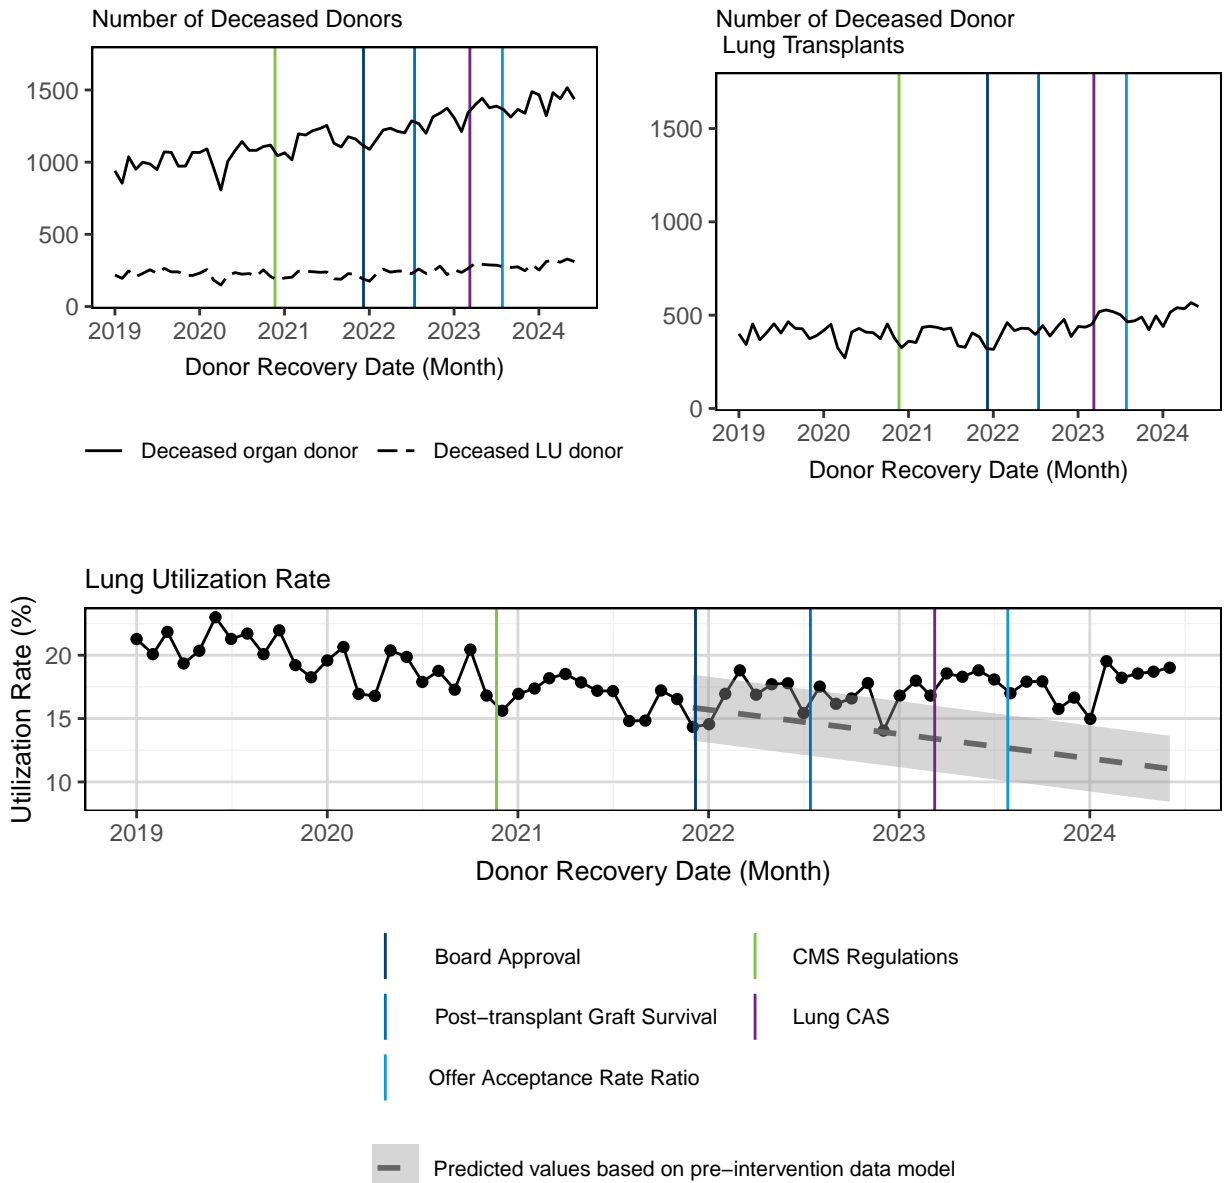 Number of Deceased Donors
1500
1000
500
0
2019 2020 2021 2022 2023 2024
Donor Recovery Date (Month)
Deceased organ donor Deceased LU donor
Number of Deceased Donor
Lung Transplants
1500
1000
500
0
2019 2020 2021 2022 2023 2024
Donor Recovery Date (Month)
Lung Utilization Rate
Utilization Rate (%)
20
15
10
2019 2020 2021 2022 2023 2024
Donor Recovery Date (Month)
Board Approval CMS Regulations
Post−transplant Graft Survival Lung CAS
Offer Acceptance Rate Ratio
Predicted values based on pre−intervention data model